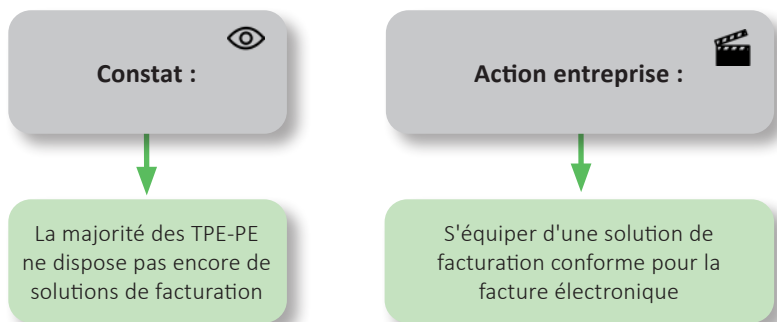 Constat :
La majorité des TPE-PE
ne dispose pas encore de
solutions de facturation
Action entreprise :
S'équiper d'une solution de
facturation conforme pour la
facture électronique